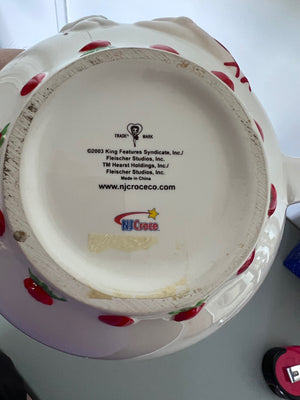 TRADE MARK
©2003 King Features Syndicate, Inc./
Fleischer Studios, Inc.
TM Hearst Holdings, Inc./
Fleischer Studios, Inc.
Made in China
www.njcroceco.com
NJCroce